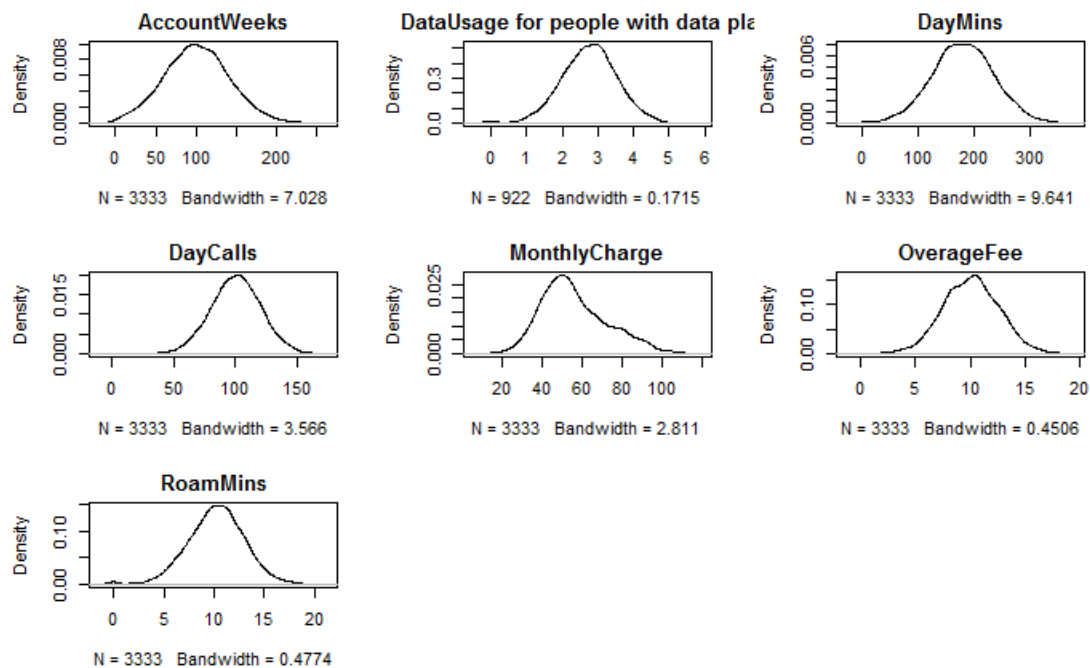 AccountWeeks
Density
0.000 0.008
0 50 100 200
N = 3333 Bandwidth = 7.028
DataUsage for people with data pla
Density
0.0 0.3
0 1 2 3 4 5 6
N = 922 Bandwidth = 0.1715
DayMins
Density
0.000 0.006
0 100 200 300
N = 3333 Bandwidth = 9.641
DayCalls
Density
0.000 0.015
0 50 100 150
N = 3333 Bandwidth = 3.566
MonthlyCharge
Density
0.000 0.025
20 40 60 80 100
N = 3333 Bandwidth = 2.811
OverageFee
Density
0.00 0.10
0 5 10 15 20
N = 3333 Bandwidth = 0.4506
RoamMins
Density
0.00 0.10
0 5 10 15 20
N = 3333 Bandwidth = 0.4774